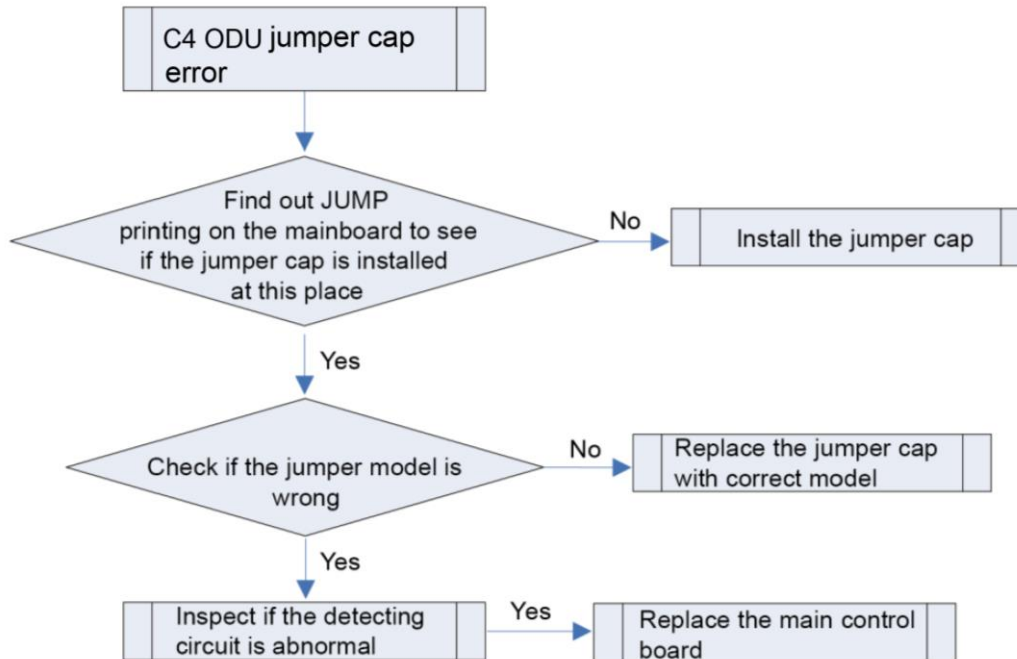 C4 ODU jumper cap
error
Find out JUMP
printing on the mainboard to see
if the jumper cap is installed
at this place
No
Install the jumper cap
Yes
Check if the jumper model is
wrong
No
Replace the jumper cap
with correct model
Yes
Inspect if the detecting
circuit is abnormal
Yes
Replace the main control
board